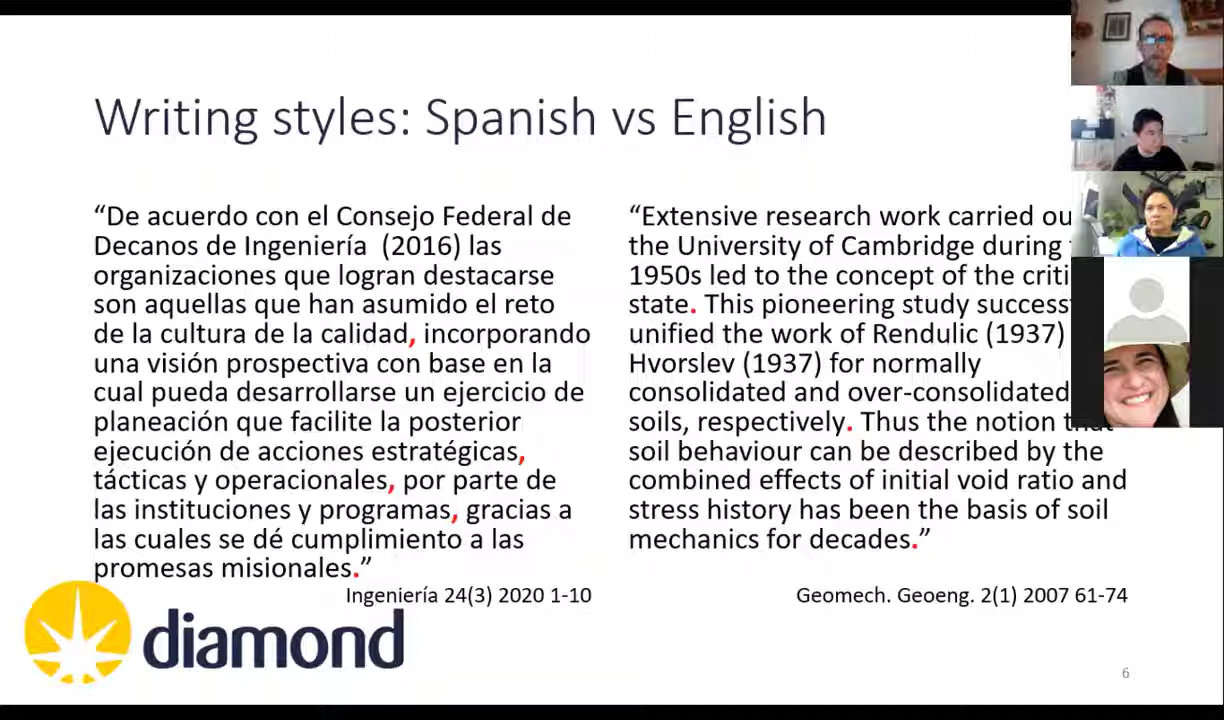 Writing styles: Spanish vs English
“De acuerdo con el Consejo Federal de
Decanos de Ingeniería (2016) las
organizaciones que logran destacarse
son aquellas que han asumido el reto
de la cultura de la calidad, incorporando
una visión prospectiva con base en la
cual pueda desarrollarse un ejercicio de
planeación que facilite la posterior
ejecución de acciones estratégicas,
tácticas y operacionales, por parte de
las instituciones y programas, gracias a
las cuales se dé cumplimiento a las
promesas misionales.”
Ingeniería 24(3) 2020 1-10
“Extensive research work carried
the University of Cambridge during
1950s led to the concept of the
state. This pioneering study
unified the work of Rendulic (1937)
Hvorslev (1937) for normally
consolidated and over-consolidated
soils, respectively. Thus the notion that
soil behaviour can be described by the
combined effects of initial void ratio and
stress history has been the basis of soil
mechanics for decades.”
Geomech. Geoeng. 2(1) 2007 61-74
diamond
6